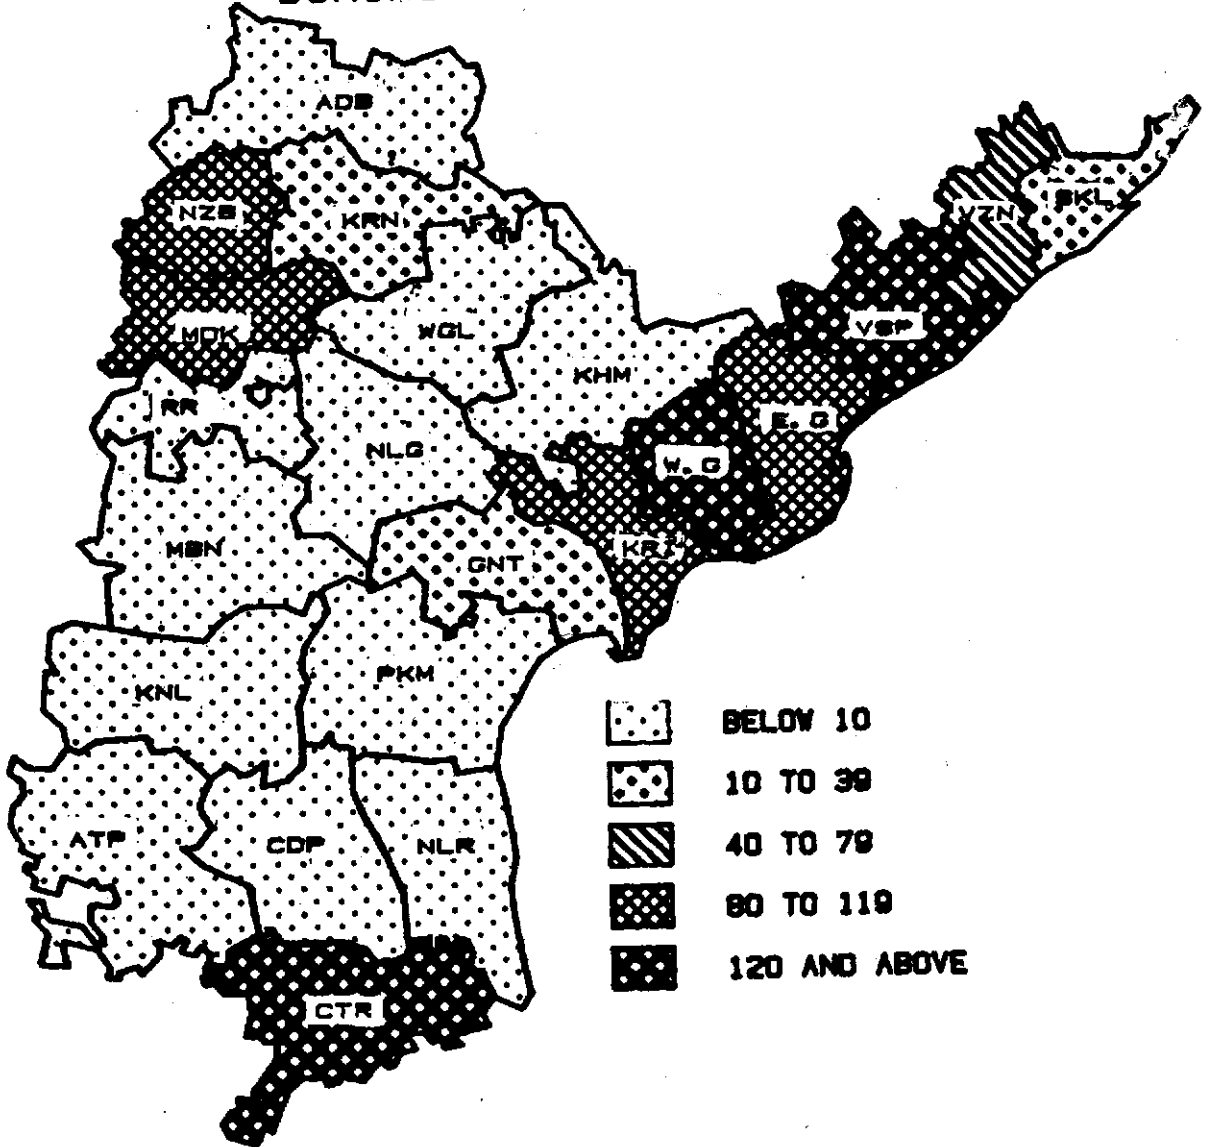 ADB
NZB
KRN
SKL
VZN
MDK
WGL
VSP
KHM
RR
E.G
NLG
W.G
MBN
KRI
GNT
PKM
KNL
BELOW 10
10 TO 39
40 TO 79
80 TO 119
ATP
CDP
NLR
120 AND ABOVE
CTR